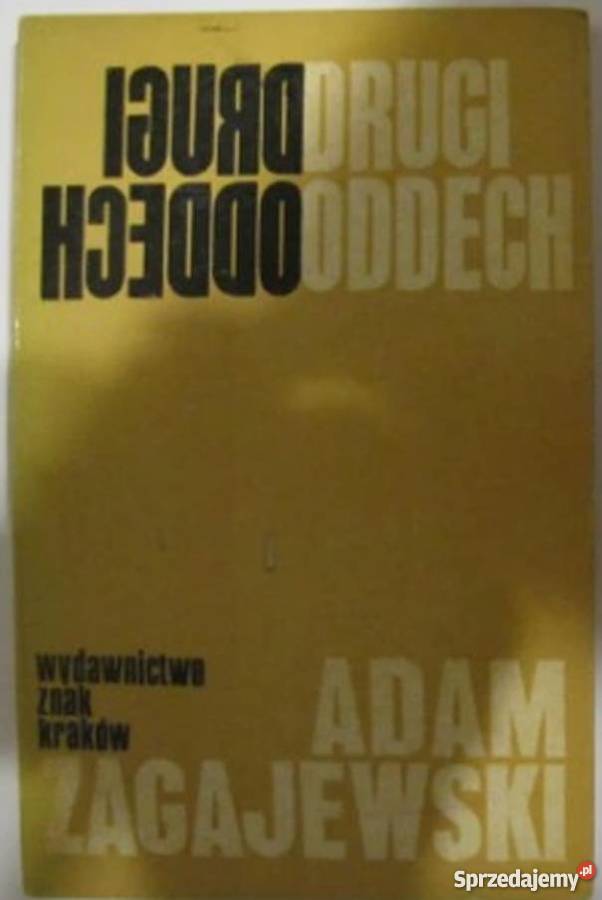 DRUGI DRUGI
ODDECH ODDECH
wydawnictwo
znak
kraków
ADAM
ZAGAJEWSKI
Sprzedajemy.pl